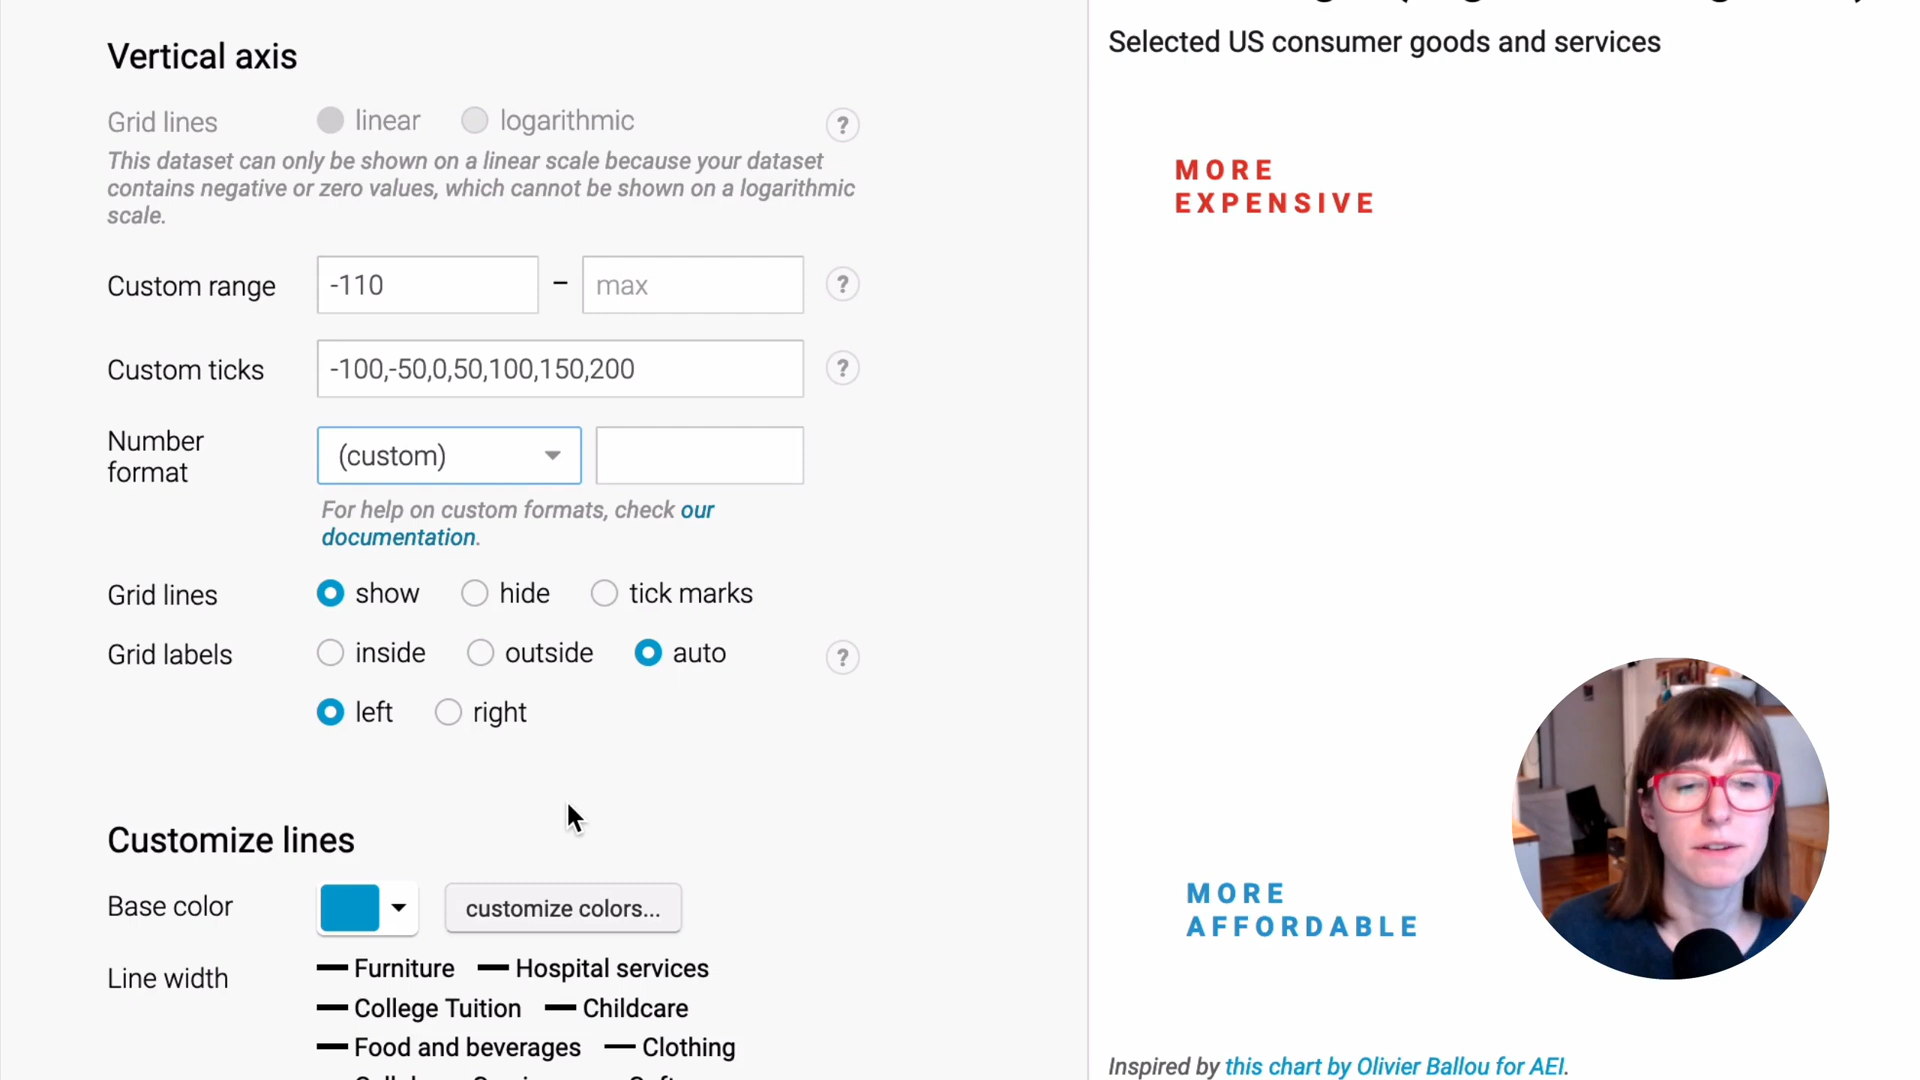 Vertical axis
Grid lines
linear
logarithmic
?
This dataset can only be shown on a linear scale because your dataset
contains negative or zero values, which cannot be shown on a logarithmic
scale.
Custom range
-110
–
max
?
Custom ticks
-100,-50,0,50,100,150,200
?
Number
format
(custom)
For help on custom formats, check our
documentation.
Grid lines
show
hide
tick marks
Grid labels
inside
outside
auto
?
left
right
Customize lines
Base color
customize colors...
Line width
Furniture
Hospital services
College Tuition
Childcare
Food and beverages
Clothing
Selected US consumer goods and services
MORE
EXPENSIVE
MORE
AFFORDABLE
Inspired by this chart by Olivier Ballou for AEI.